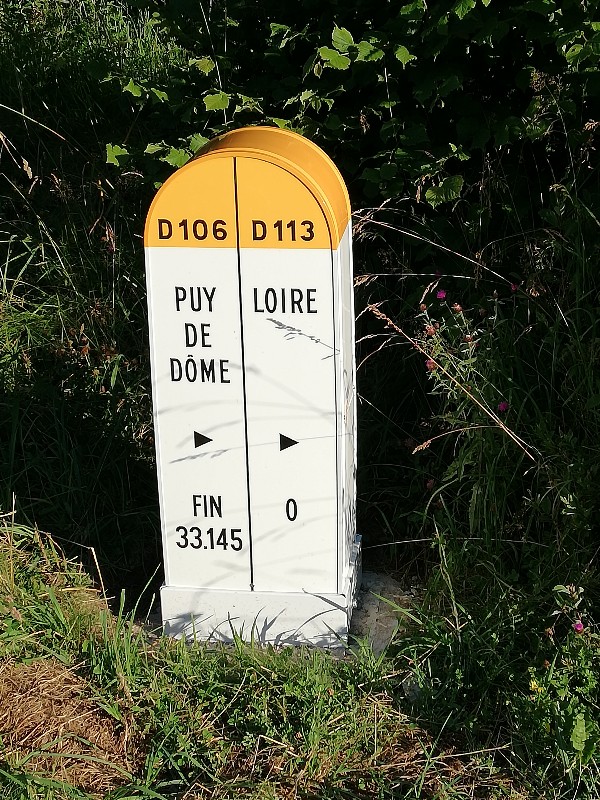 D106 D113
PUY
DE
DÔME
LOIRE
FIN
33.145
0